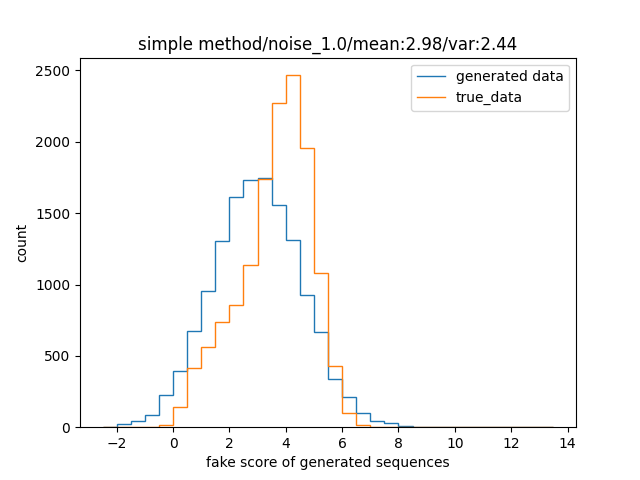 simple method/noise_1.0/mean:2.98/var:2.44
generated data
true_data
2500
2000
1500
1000
500
0
count
−2 0 2 4 6 8 10 12 14
fake score of generated sequences